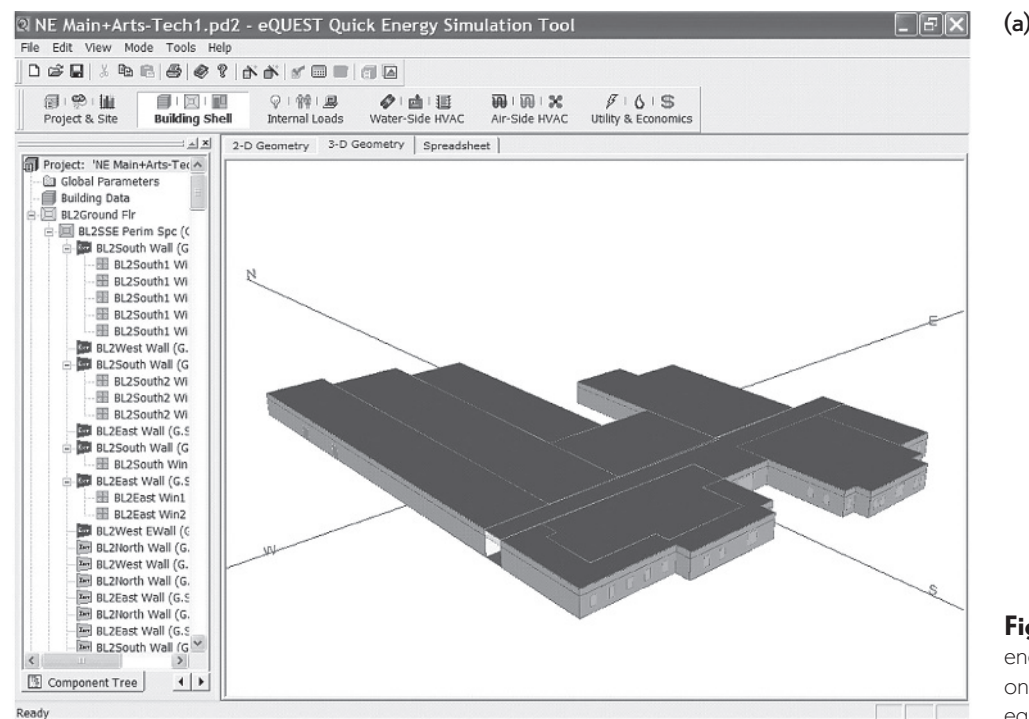 NE Main+Arts-Tech1.pd2 - eQUEST Quick Energy Simulation Tool
File Edit View Mode Tools Help
Project & Site Building Shell Internal Loads Water-Side HVAC Air-Side HVAC Utility & Economics
2-D Geometry 3-D Geometry Spreadsheet
Project: 'NE Main+Arts-Tec
Global Parameters
Building Data
BL2Ground Flr
BL2SSE Perim Spc (G
BL2South Wall (G
BL2South1 Wi
BL2South1 Wi
BL2South1 Wi
BL2South1 Wi
BL2South1 Wi
BL2West Wall (G.
BL2South Wall (G
BL2South2 Wi
BL2South2 Wi
BL2South2 Wi
BL2East Wall (G.S
BL2South Wall (G
BL2South Win
BL2East Wall (G.S
BL2East Win1
BL2East Win2
BL2West EWall (G
BL2North Wall (G.
BL2West Wall (G.
BL2North Wall (G.
BL2East Wall (G.S
BL2North Wall (G.
BL2East Wall (G.S
BL2South Wall (G
Component Tree
Ready
N
E
W
S
(a)
Fig
ene
on
eq